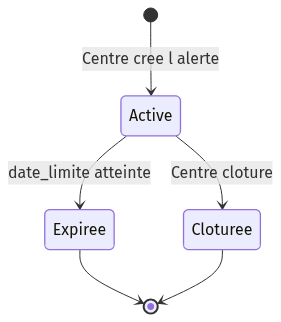 Centre cree l alerte
Active
date_limite atteinte
Centre cloture
Expiree
Cloturee